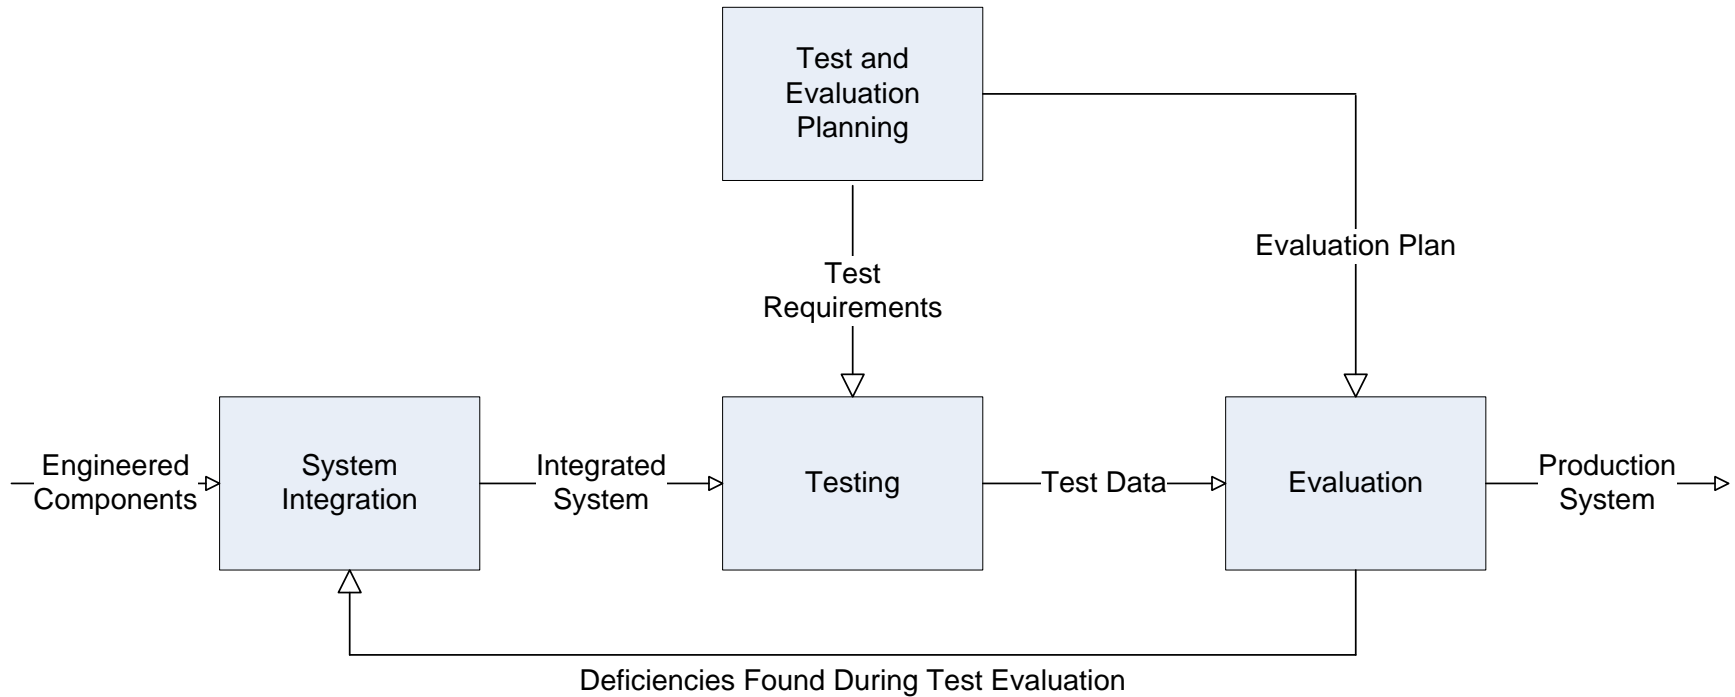 Test and
Evaluation
Planning
Evaluation Plan
Test
Requirements
Engineered
Components
System
Integration
Integrated
System
Testing
Test Data
Evaluation
Production
System
Deficiencies Found During Test Evaluation